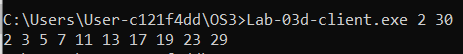 C:\Users\User-c121f4dd\OS3>Lab-03d-client.exe 2 30
2 3 5 7 11 13 17 19 23 29